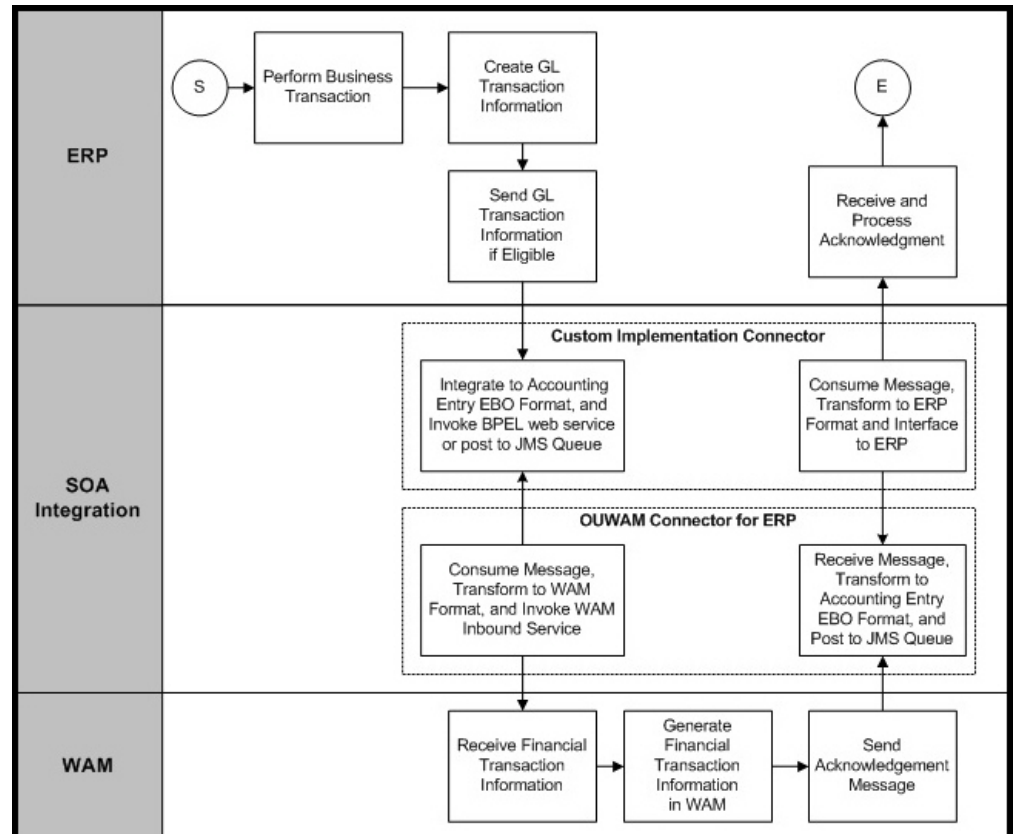 ERP
S
Perform Business
Transaction
Create GL
Transaction
Information
E
Send GL
Transaction
Information
if Eligible
Receive and
Process
Acknowledgment
SOA
Integration
Custom Implementation Connector
Integrate to Accounting
Entry EBO Format, and
Invoke BPEL web service
or post to JMS Queue
Consume Message,
Transform to ERP
Format and Interface
to ERP
OUWAM Connector for ERP
Consume Message,
Transform to WAM
Format, and Invoke WAM
Inbound Service
Receive Message,
Transform to
Accounting Entry
EBO Format, and
Post to JMS Queue
WAM
Receive Financial
Transaction
Information
Generate
Financial
Transaction
Information
in WAM
Send
Acknowledgement
Message